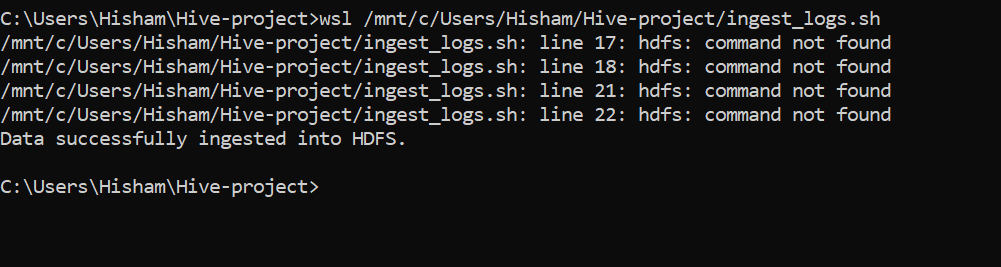 C:\Users\Hisham\Hive-project>wsl /mnt/c/Users/Hisham/Hive-project/ingest_logs.sh
/mnt/c/Users/Hisham/Hive-project/ingest_logs.sh: line 17: hdfs: command not found
/mnt/c/Users/Hisham/Hive-project/ingest_logs.sh: line 18: hdfs: command not found
/mnt/c/Users/Hisham/Hive-project/ingest_logs.sh: line 21: hdfs: command not found
/mnt/c/Users/Hisham/Hive-project/ingest_logs.sh: line 22: hdfs: command not found
Data successfully ingested into HDFS.
C:\Users\Hisham\Hive-project>